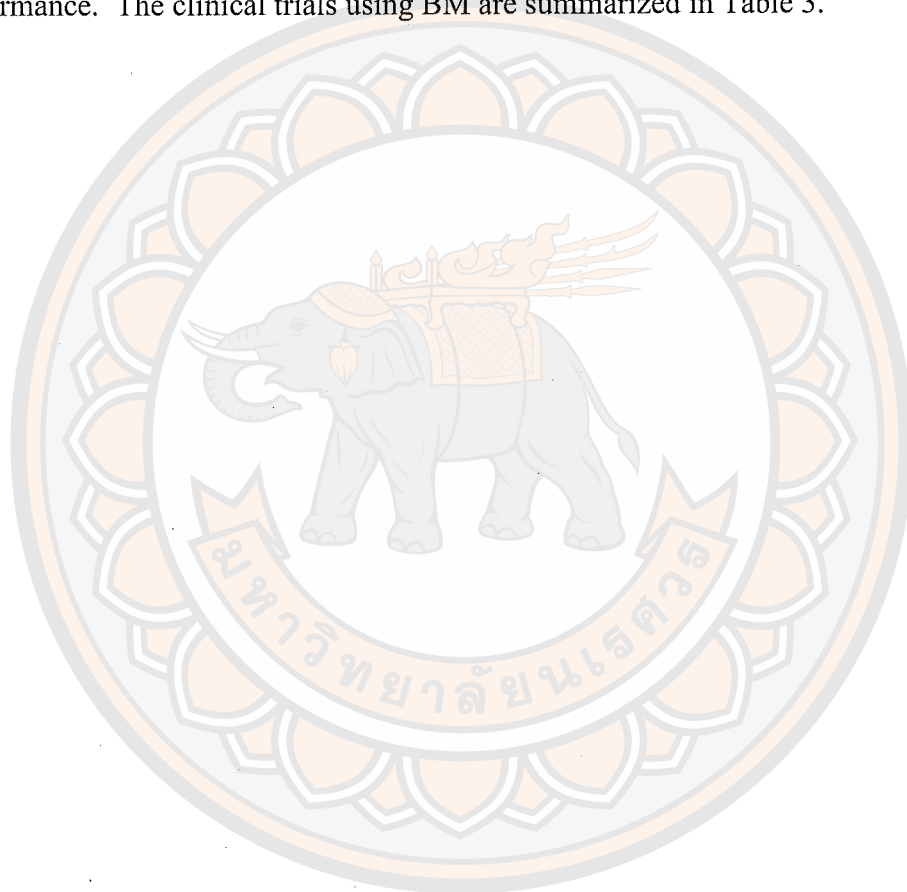 rmance. The clinical trials using BM are summarized in Table 3.
มหาวิทยาลัยนเรศวร